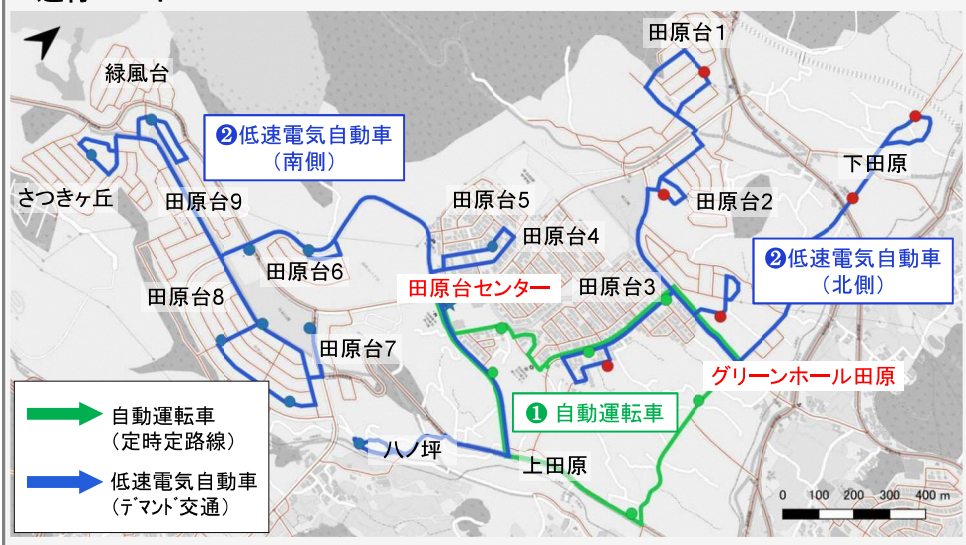 田原台1
緑風台
❷低速電気自動車
(南側)
下田原
さつきヶ丘
田原台9
田原台5
田原台2
田原台4
田原台6
❷低速電気自動車
(北側)
田原台センター
田原台3
田原台8
田原台7
グリーンホール田原
❶ 自動運転車
自動運転車
(定時定路線)
八ノ坪
上田原
低速電気自動車
(ﾃﾞﾏﾝﾄﾞ交通)
0 100 200 300 400 m